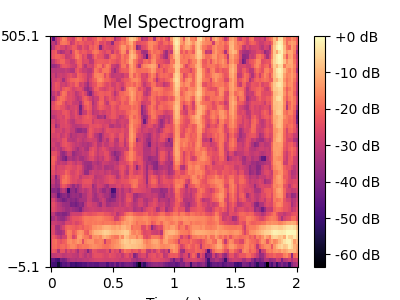 Mel Spectrogram
505.1
−5.1
0
0.5
1
1.5
2
+0 dB
-10 dB
-20 dB
-30 dB
-40 dB
-50 dB
-60 dB